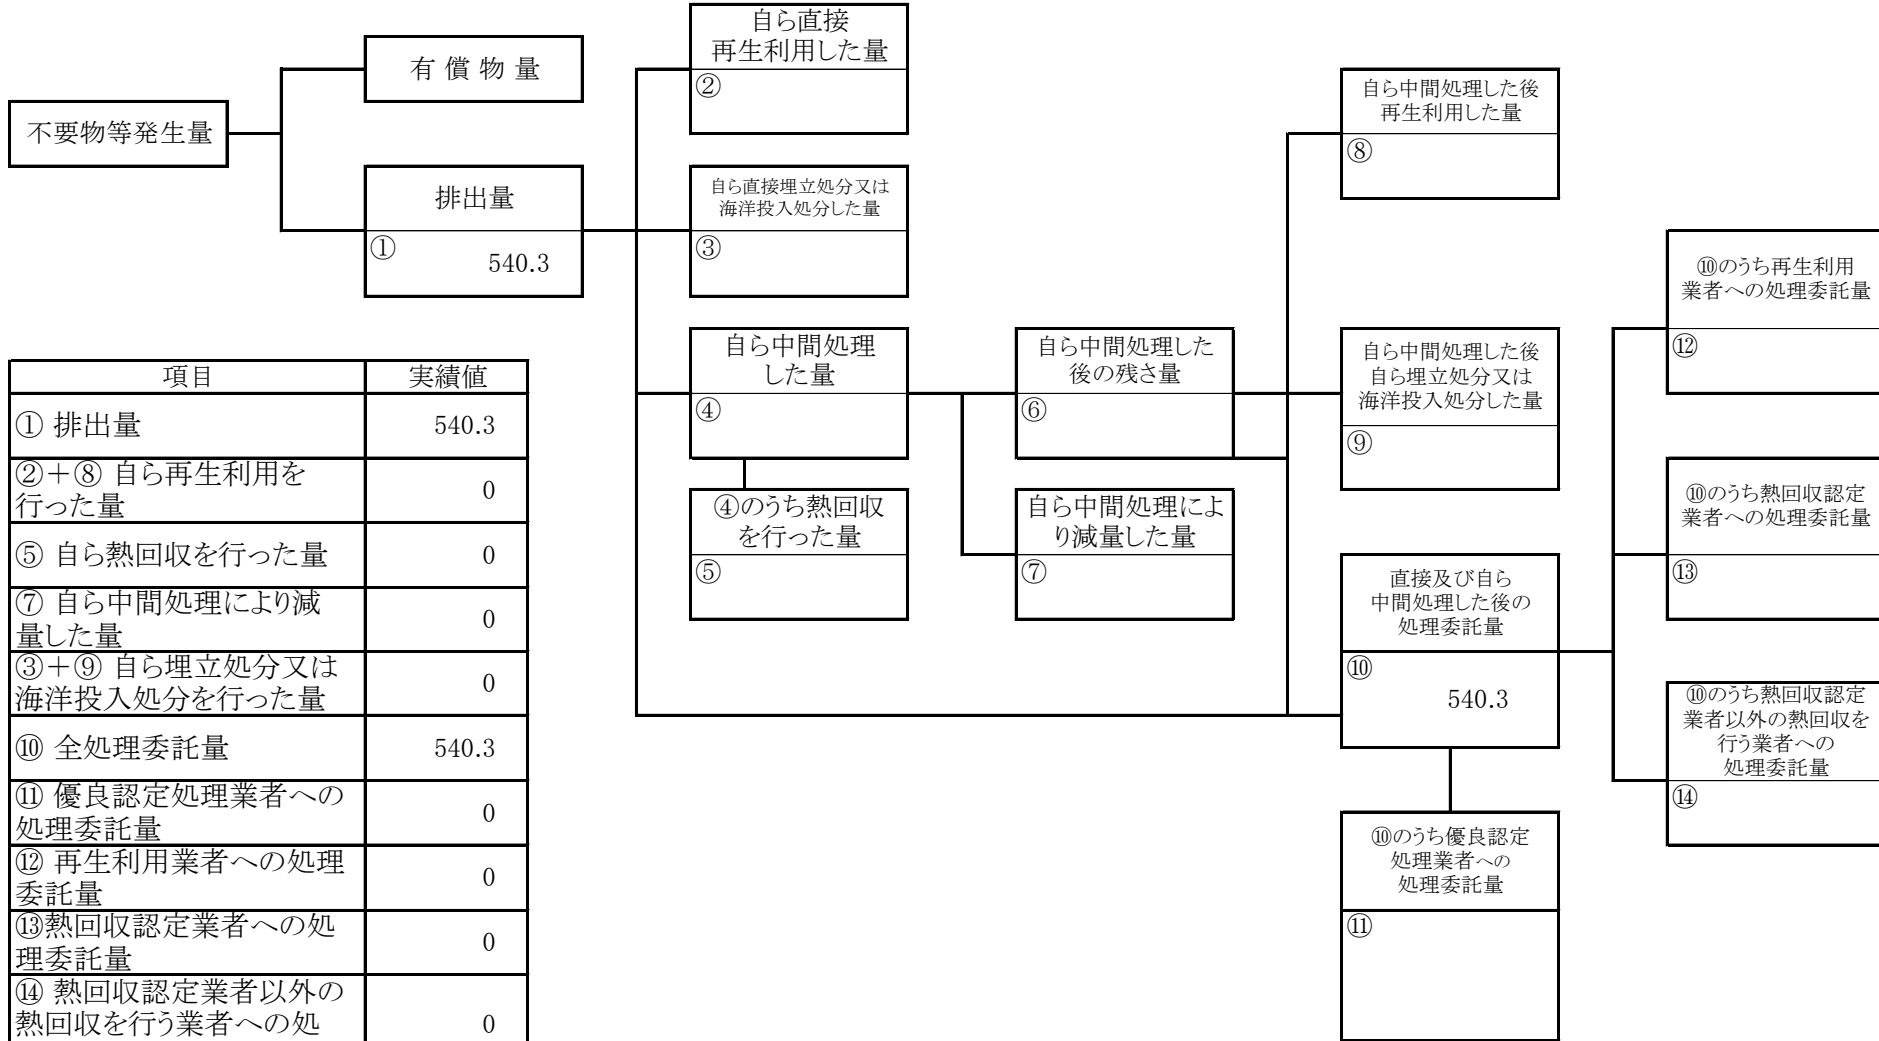 不要物等発生量
有 償 物 量
排出量
①
540.3
自ら直接
再生利用した量
②
自ら直接埋立処分又は
海洋投入処分した量
③
自ら中間処理
した量
④
④のうち熱回収
を行った量
⑤
自ら中間処理した
後の残さ量
⑥
自ら中間処理によ
り減量した量
⑦
自ら中間処理した後
再生利用した量
⑧
自ら中間処理した後
自ら埋立処分又は
海洋投入処分した量
⑨
直接及び自ら
中間処理した後の
処理委託量
⑩
540.3
⑩のうち優良認定
処理業者への
処理委託量
⑪
⑩のうち再生利用
業者への処理委託量
⑫
⑩のうち熱回収認定
業者への処理委託量
⑬
⑩のうち熱回収認定
業者以外の熱回収を
行う業者への
処理委託量
⑭
項目 実績値
① 排出量 540.3
②＋⑧ 自ら再生利用を
行った量 0
⑤ 自ら熱回収を行った量 0
⑦ 自ら中間処理により減
量した量 0
③＋⑨ 自ら埋立処分又は
海洋投入処分を行った量 0
⑩ 全処理委託量 540.3
⑪ 優良認定処理業者への
処理委託量 0
⑫ 再生利用業者への処理
委託量 0
⑬熱回収認定業者への処
理委託量 0
⑭ 熱回収認定業者以外の
熱回収を行う業者への処 0